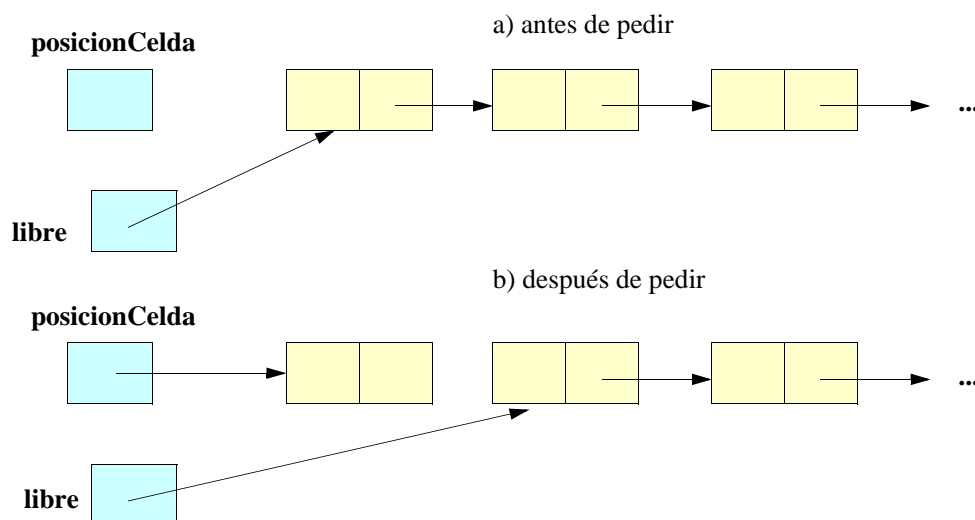 a) antes de pedir
posicionCelda
...
libre
b) después de pedir
posicionCelda
...
libre